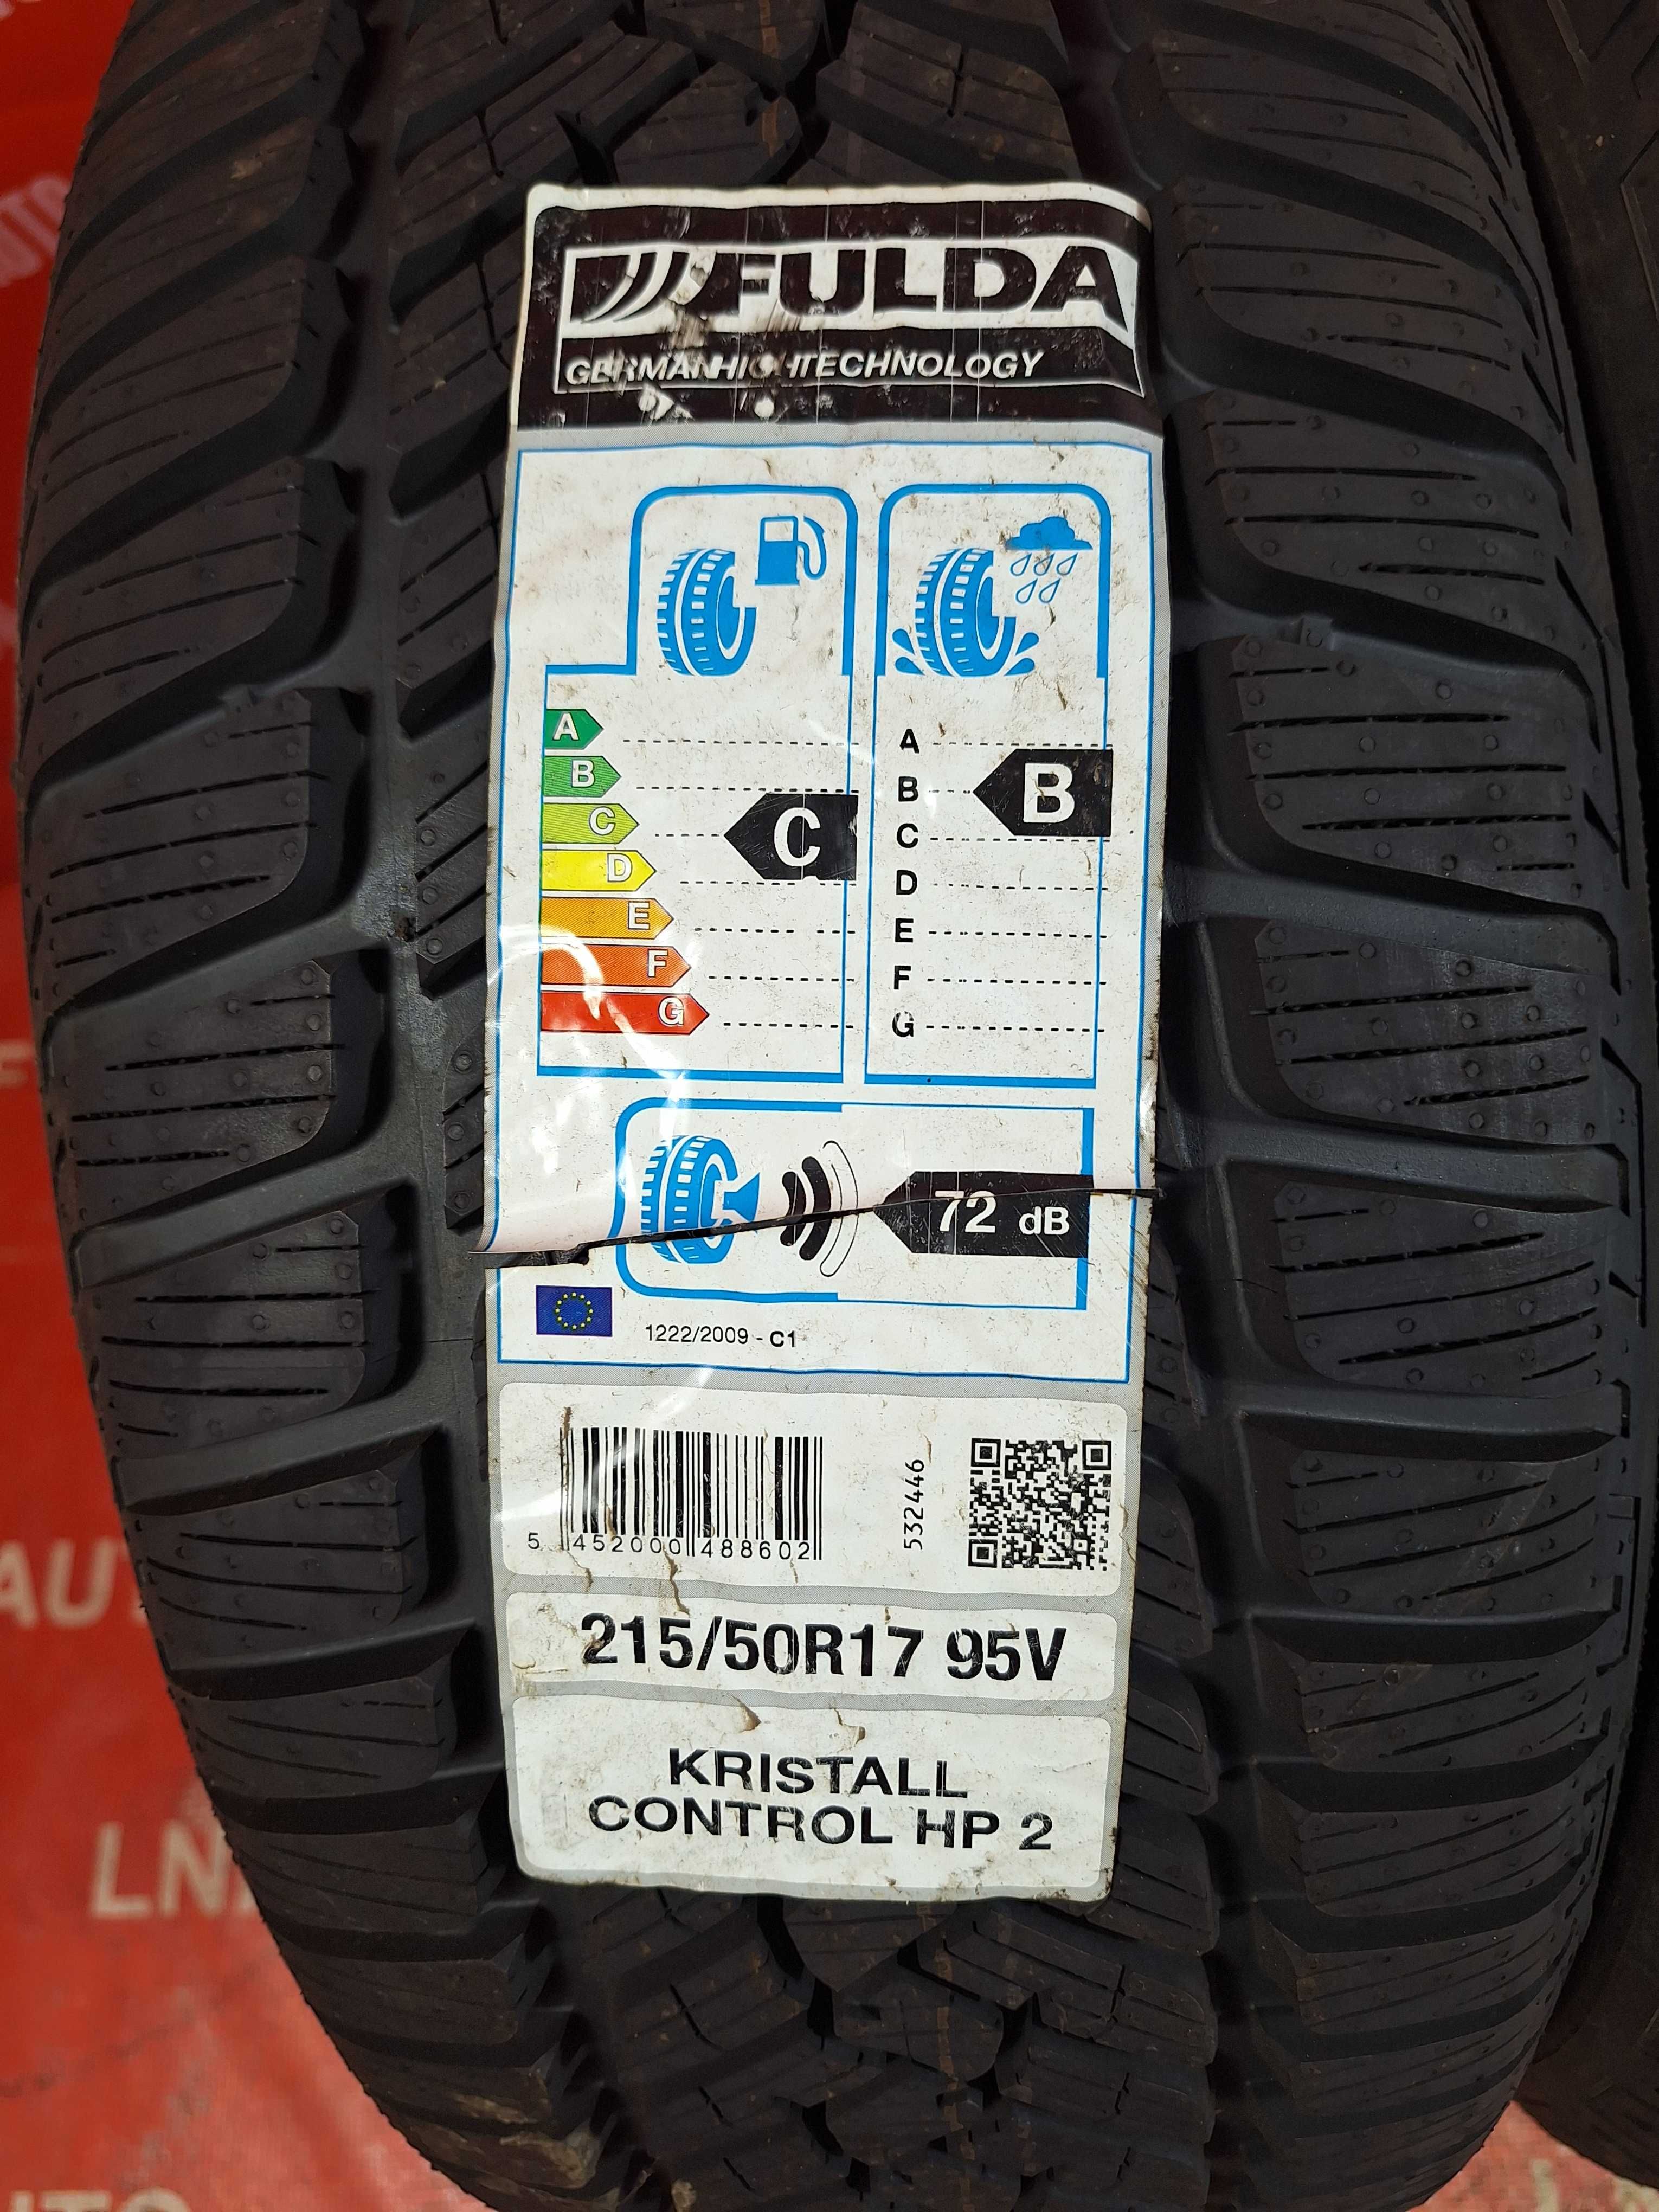 FULDA
GERMANHIGHTECHNOLOGY
A
B
C
D
E
F
G
C
A
B
C
D
E
F
G
B
72 dB
1222/2009 - C1
5 452000 488602
532446
215/50R17 95V
KRISTALL
CONTROL HP 2